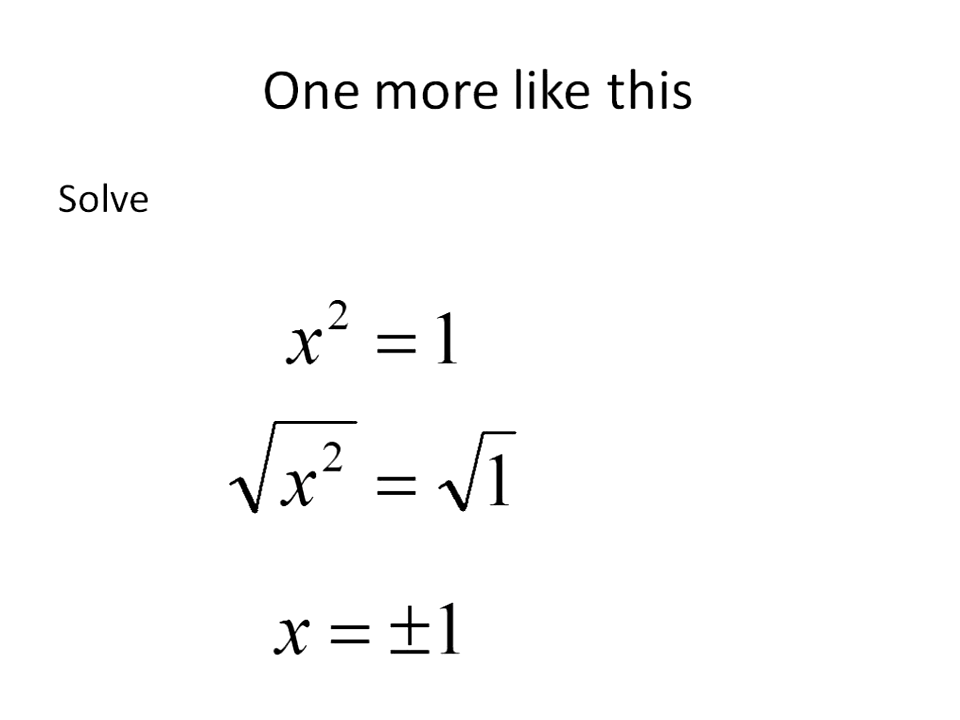 One more like this
Solve
x² = 1
√x² = √1
x = ±1